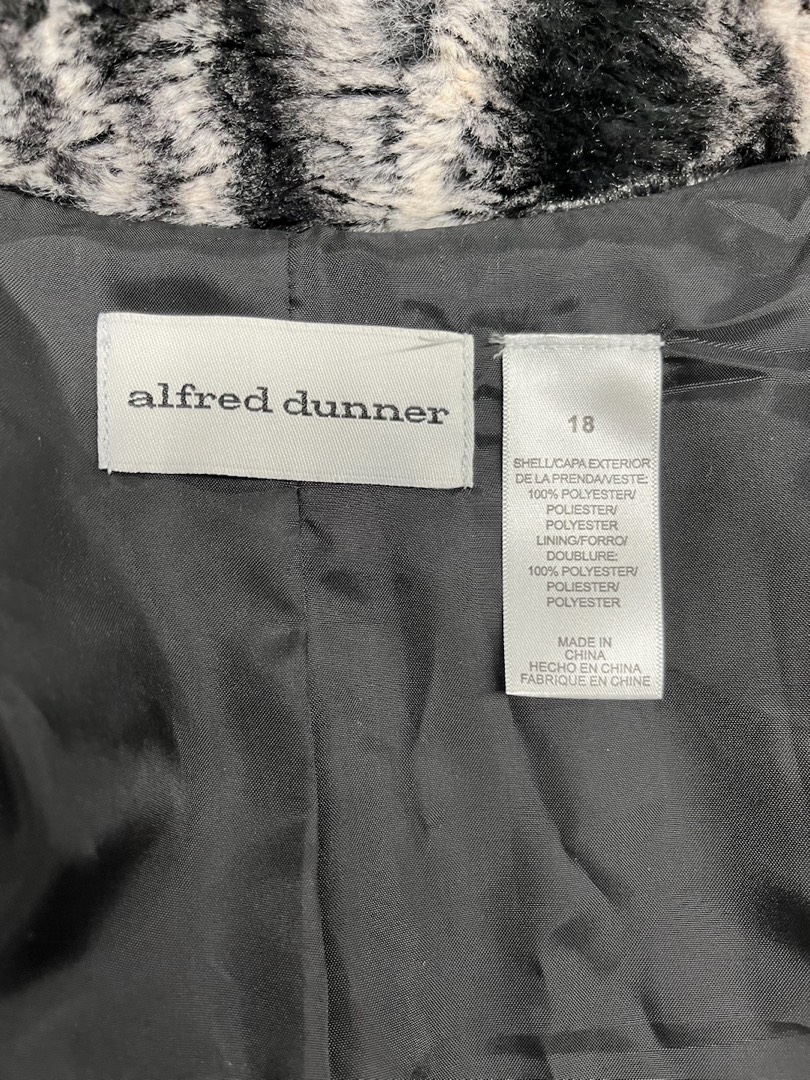 alfred dunner
18
SHELL/CAPA EXTERIOR
DE LA PRENDA/VESTE:
100% POLYESTER/
POLIESTER/
POLYESTER
LINING/FORRO/
DOUBLURE:
100% POLYESTER/
POLIESTER/
POLYESTER
MADE IN
CHINA
HECHO EN CHINA
FABRIQUE EN CHINE